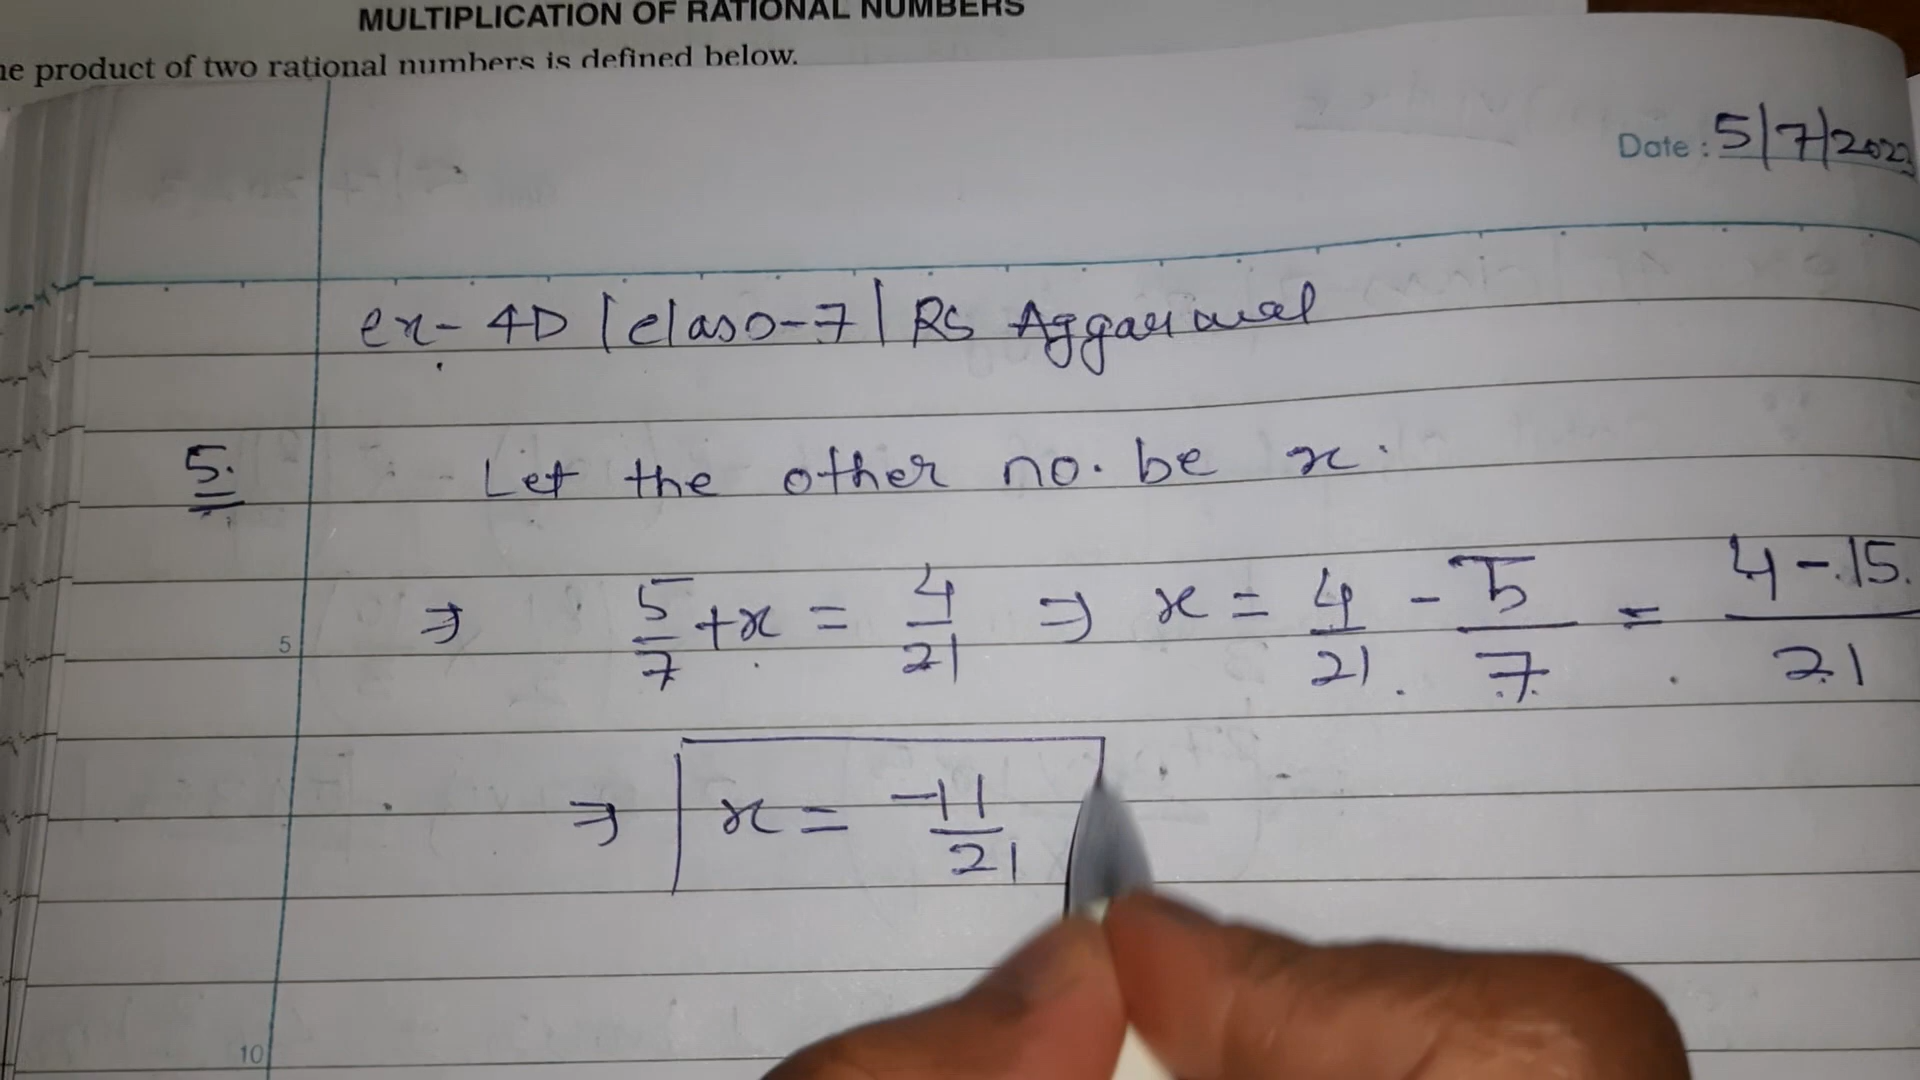 MULTIPLICATION OF RATIONAL NUMBERS
he product of two rational numbers is defined below.
Date : 5/7/2023
ex- 4D | class-7 | RS Aggarwal
5. Let the other no. be x.
⇒ 5/7 + x = 4/21 ⇒ x = 4/21 - 5/7 = 4-15/21
5
⇒ x = -11/21
10